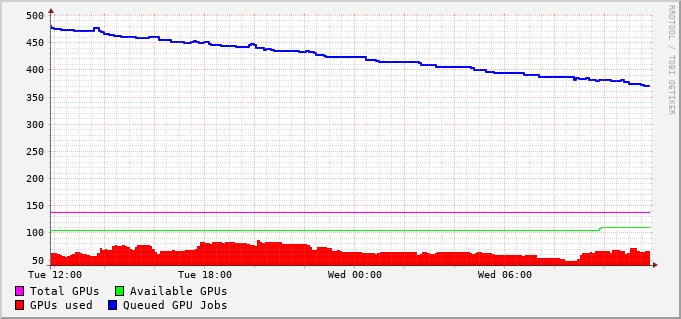 500
450
400
350
300
250
200
150
100
50
Tue 12:00 Tue 18:00 Wed 00:00 Wed 06:00
Total GPUs Available GPUs
GPUs used Queued GPU Jobs
RRDTOOL / TOBI OETIKER